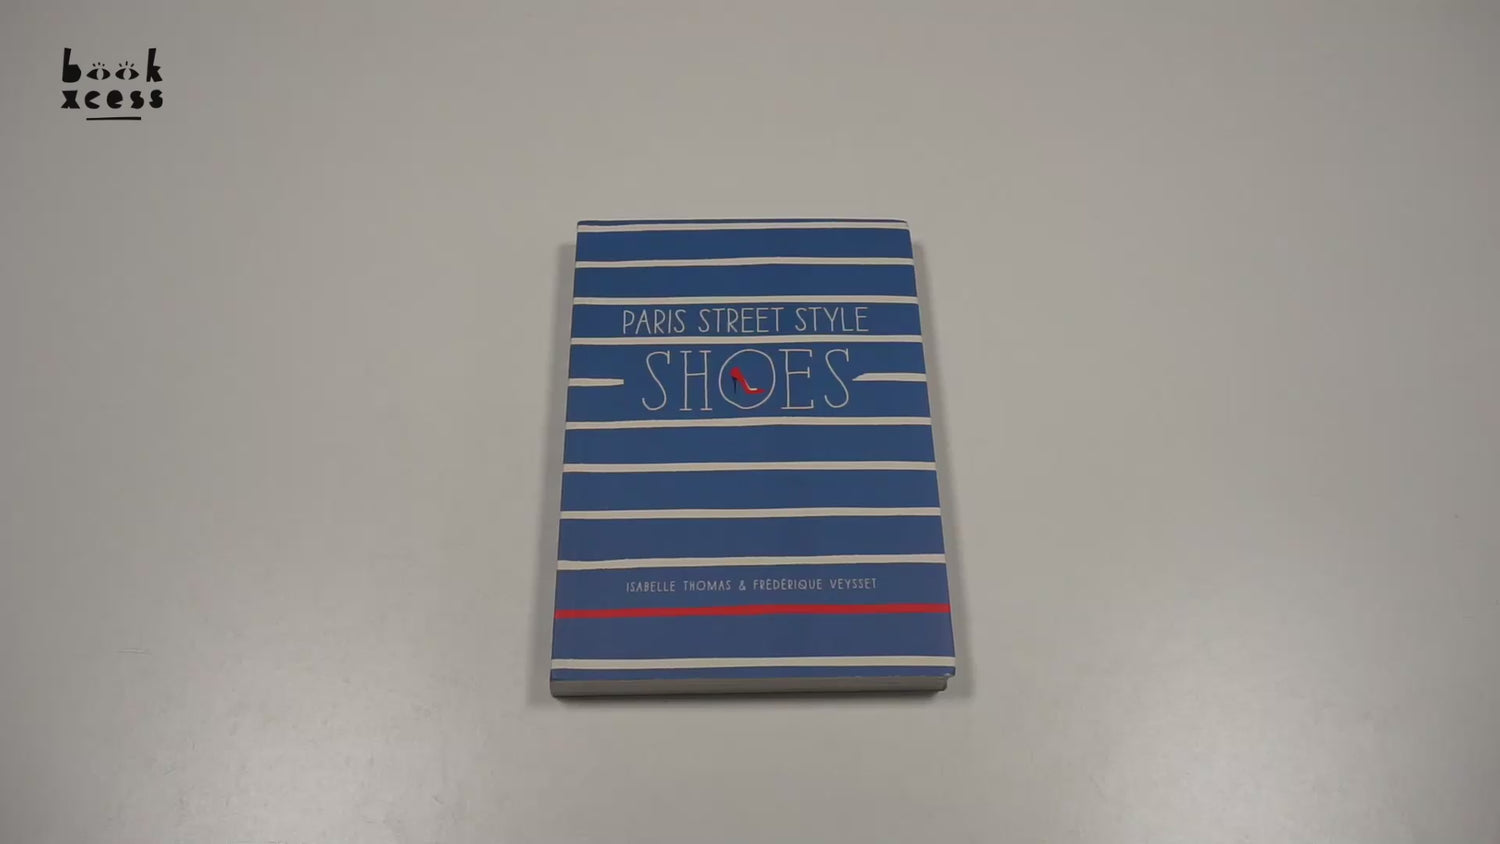 book
xcess
PARIS STREET STYLE
SHOES
ISABELLE THOMAS & FRÉDÉRIQUE VEYSSET